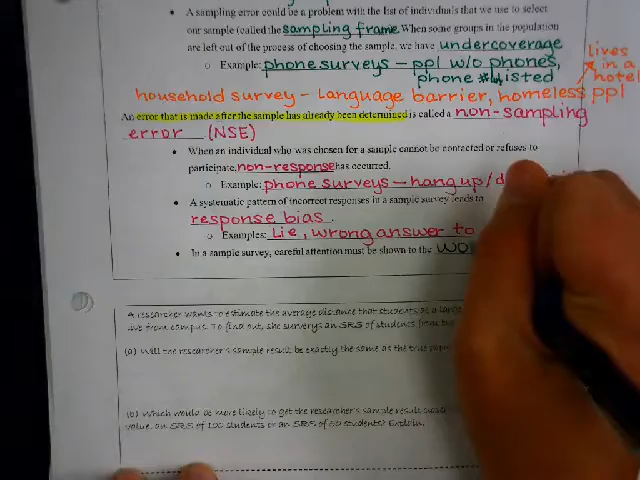 A sampling error could be a problem with the list of individuals that we use to select
our sample (called the sampling frame. When some groups in the population
are left out of the process of choosing the sample, we have undercoverage
Example: phone surveys - ppl w/o phones,
phone # listed
lives
in a
hotel
household survey - language barrier, homeless ppl
An error that is made after the sample has already been determined is called a non-sampling
error (NSE)
When an individual who was chosen for a sample cannot be contacted or refuses to
participate, non-response has occurred.
Example: phone surveys - hang up/d
A systematic pattern of incorrect responses in a sample survey leads to
response bias.
Examples: Lie, wrong answer to
In a sample survey, careful attention must be shown to the wo
A researcher wants to estimate the average distance that students at a large
live from campus. To find out, she surveys an SRS of students from the
(a) Will the researcher's sample result be exactly the same as the true
(b) Which would be more likely to get the researcher's sample result
value, an SRS of 100 students or an SRS of 50 students? Explain.